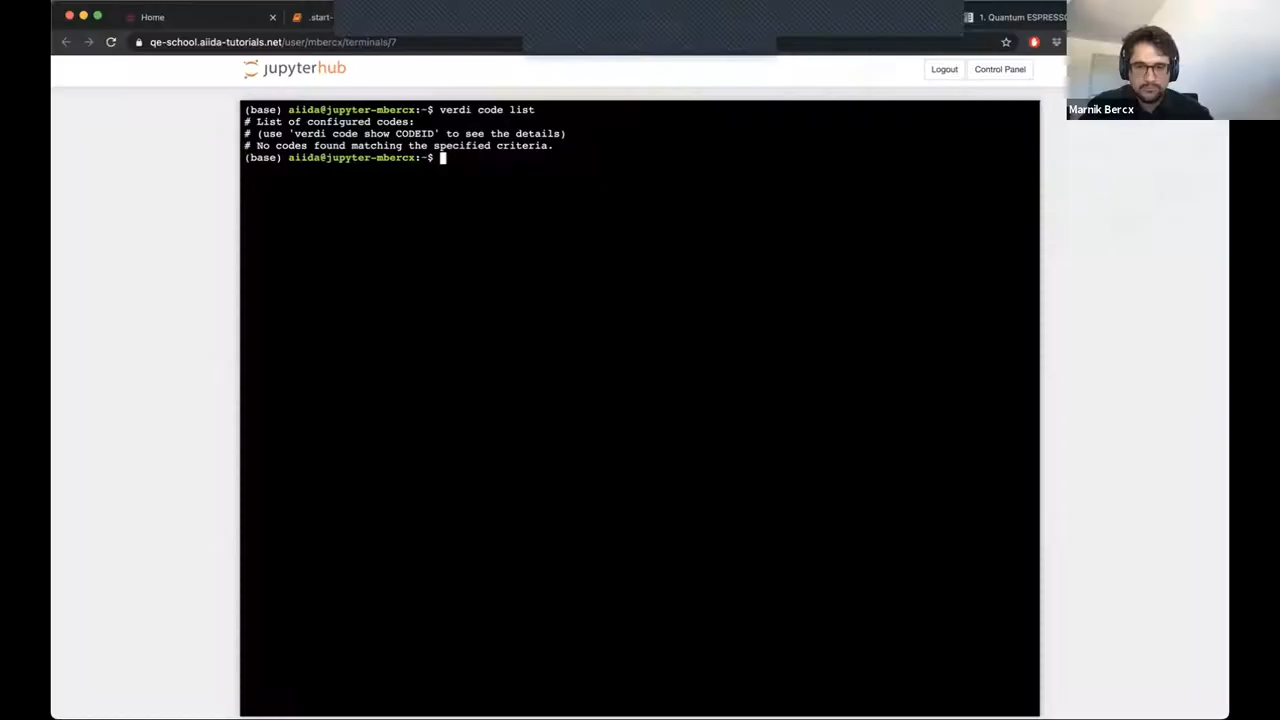 Home
.start-
1. Quantum ESPRESSO
qe-school.aiida-tutorials.net/user/mbercx/terminals/7
jupyterhub
Logout
Control Panel
Marnik Bercx
(base) aiida@jupyter-mbercx:~$ verdi code list
# List of configured codes:
# (use 'verdi code show CODEID' to see the details)
# No codes found matching the specified criteria.
(base) aiida@jupyter-mbercx:~$